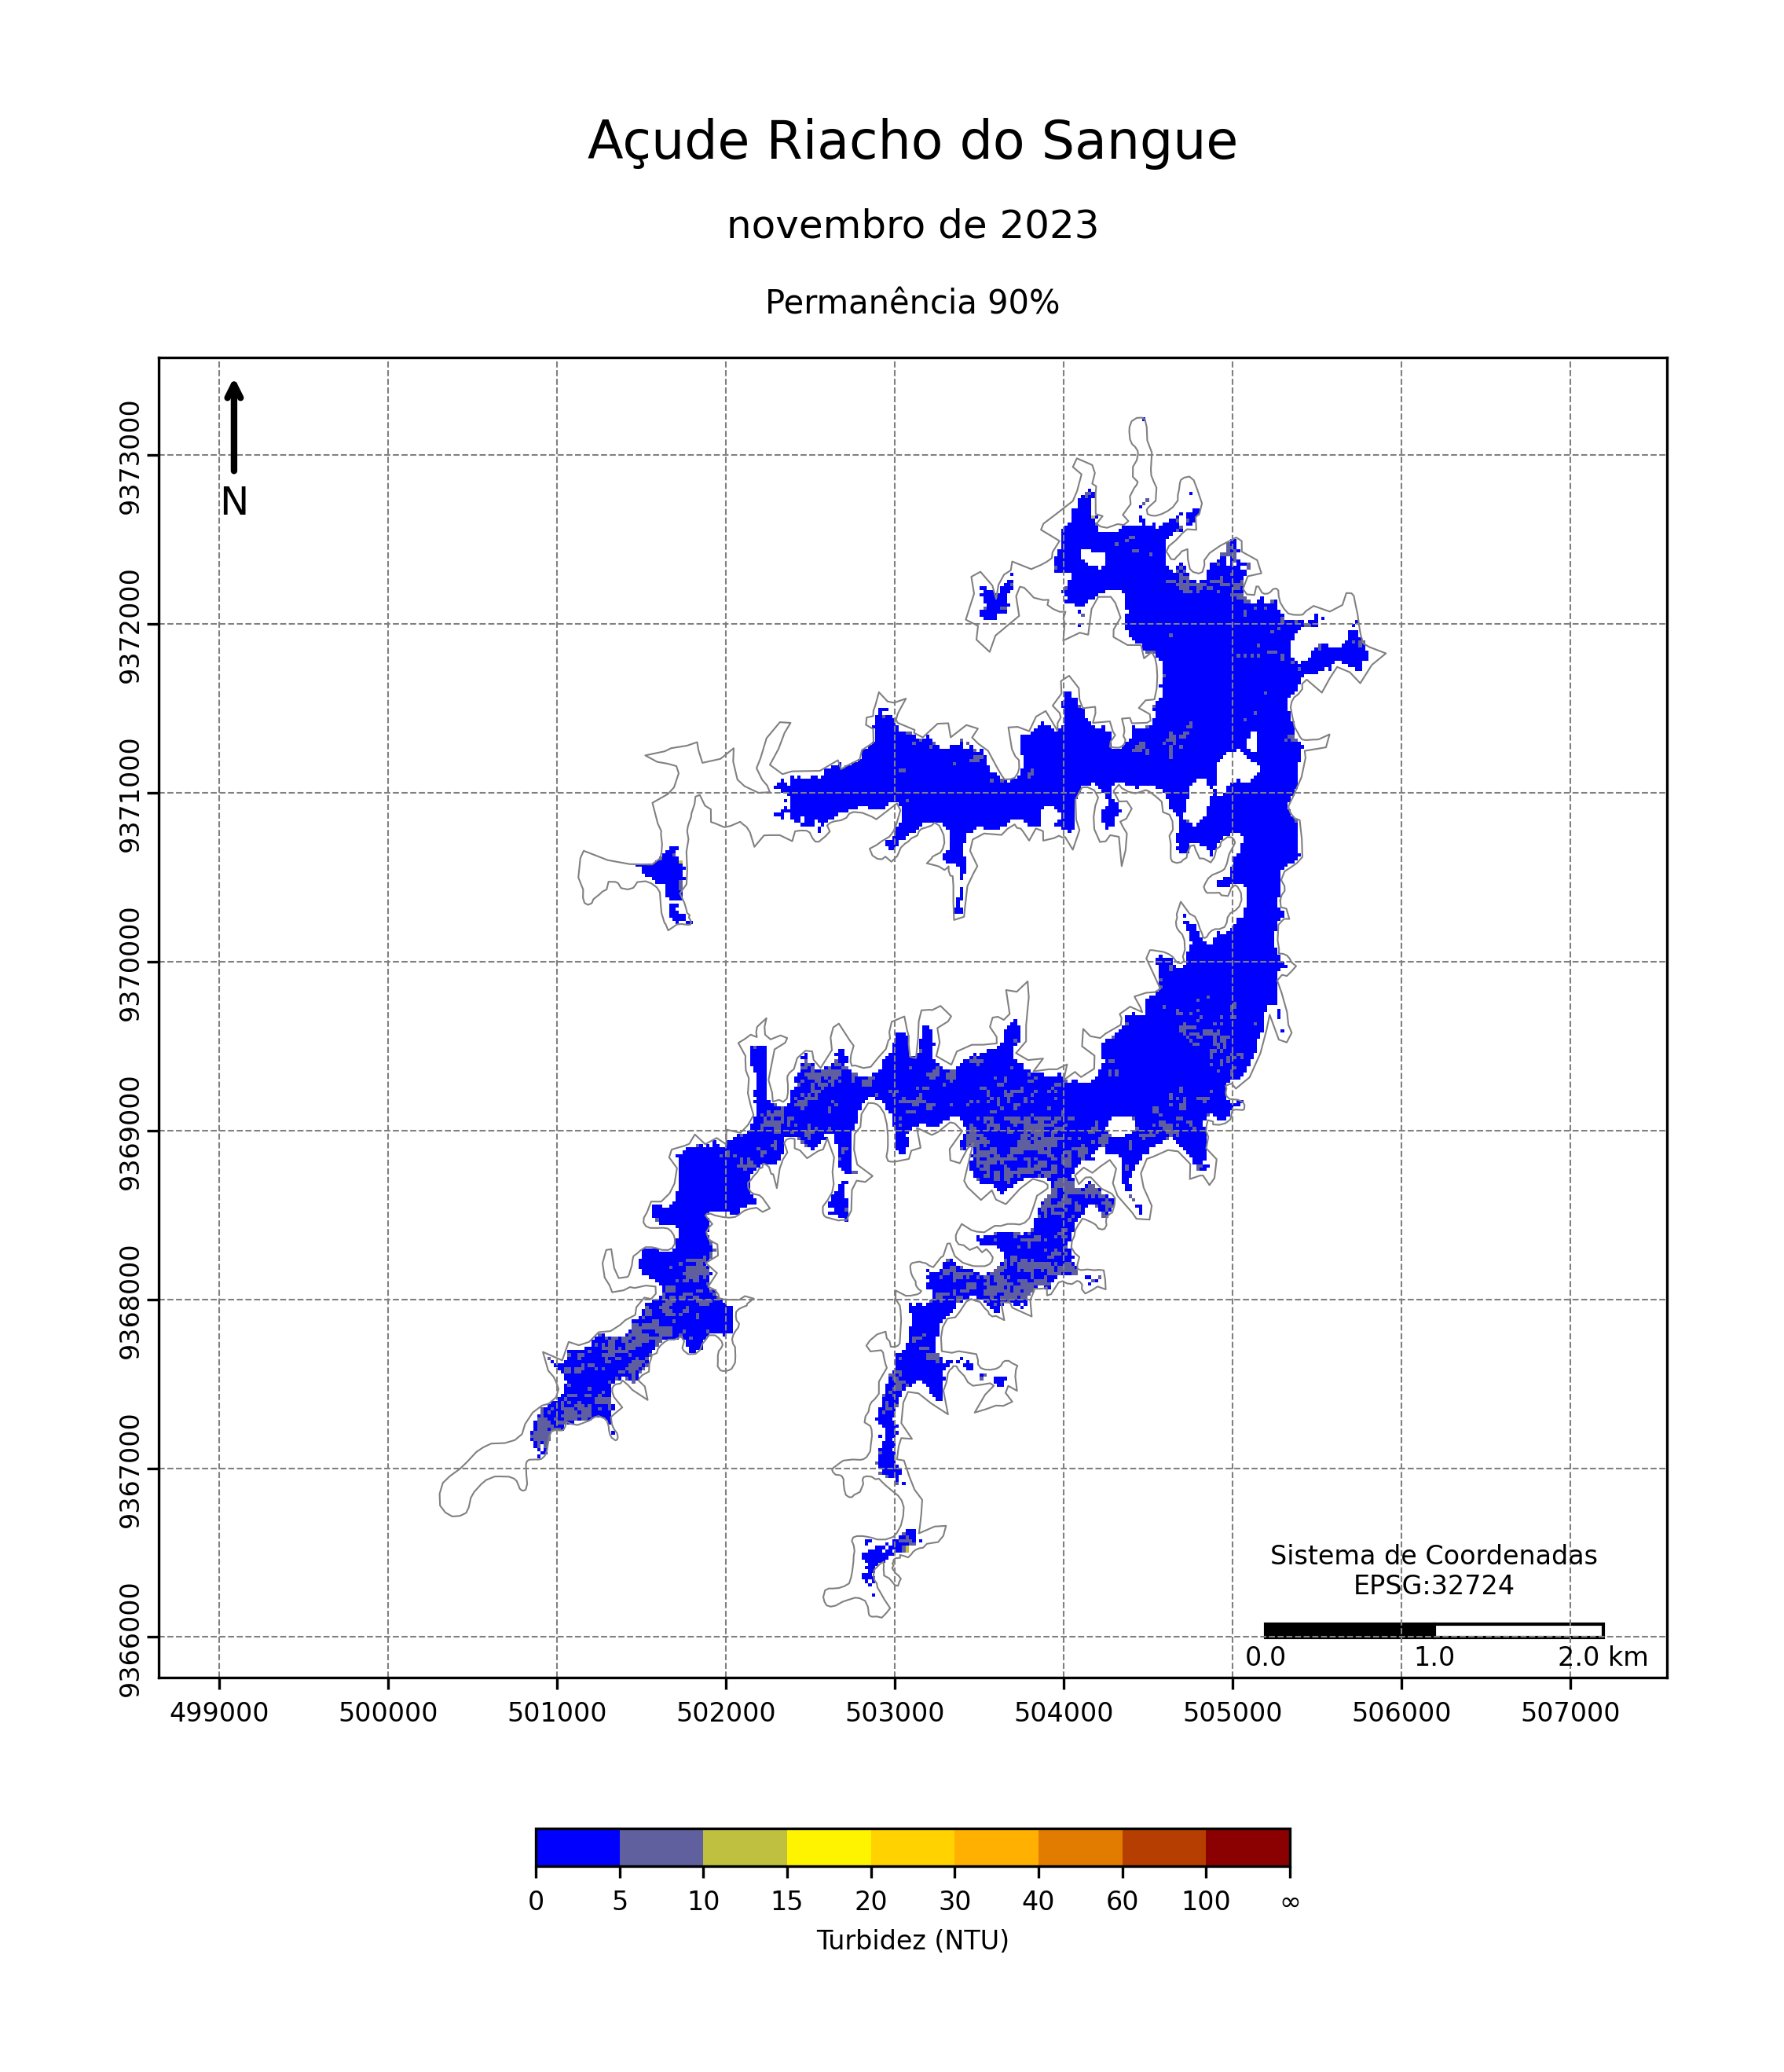 Açude Riacho do Sangue
novembro de 2023
Permanência 90%
N
9373000
9372000
9371000
9370000
9369000
9368000
9367000
9366000
Sistema de Coordenadas
EPSG:32724
0.0 1.0 2.0 km
499000 500000 501000 502000 503000 504000 505000 506000 507000
0 5 10 15 20 30 40 60 100 ∞
Turbidez (NTU)